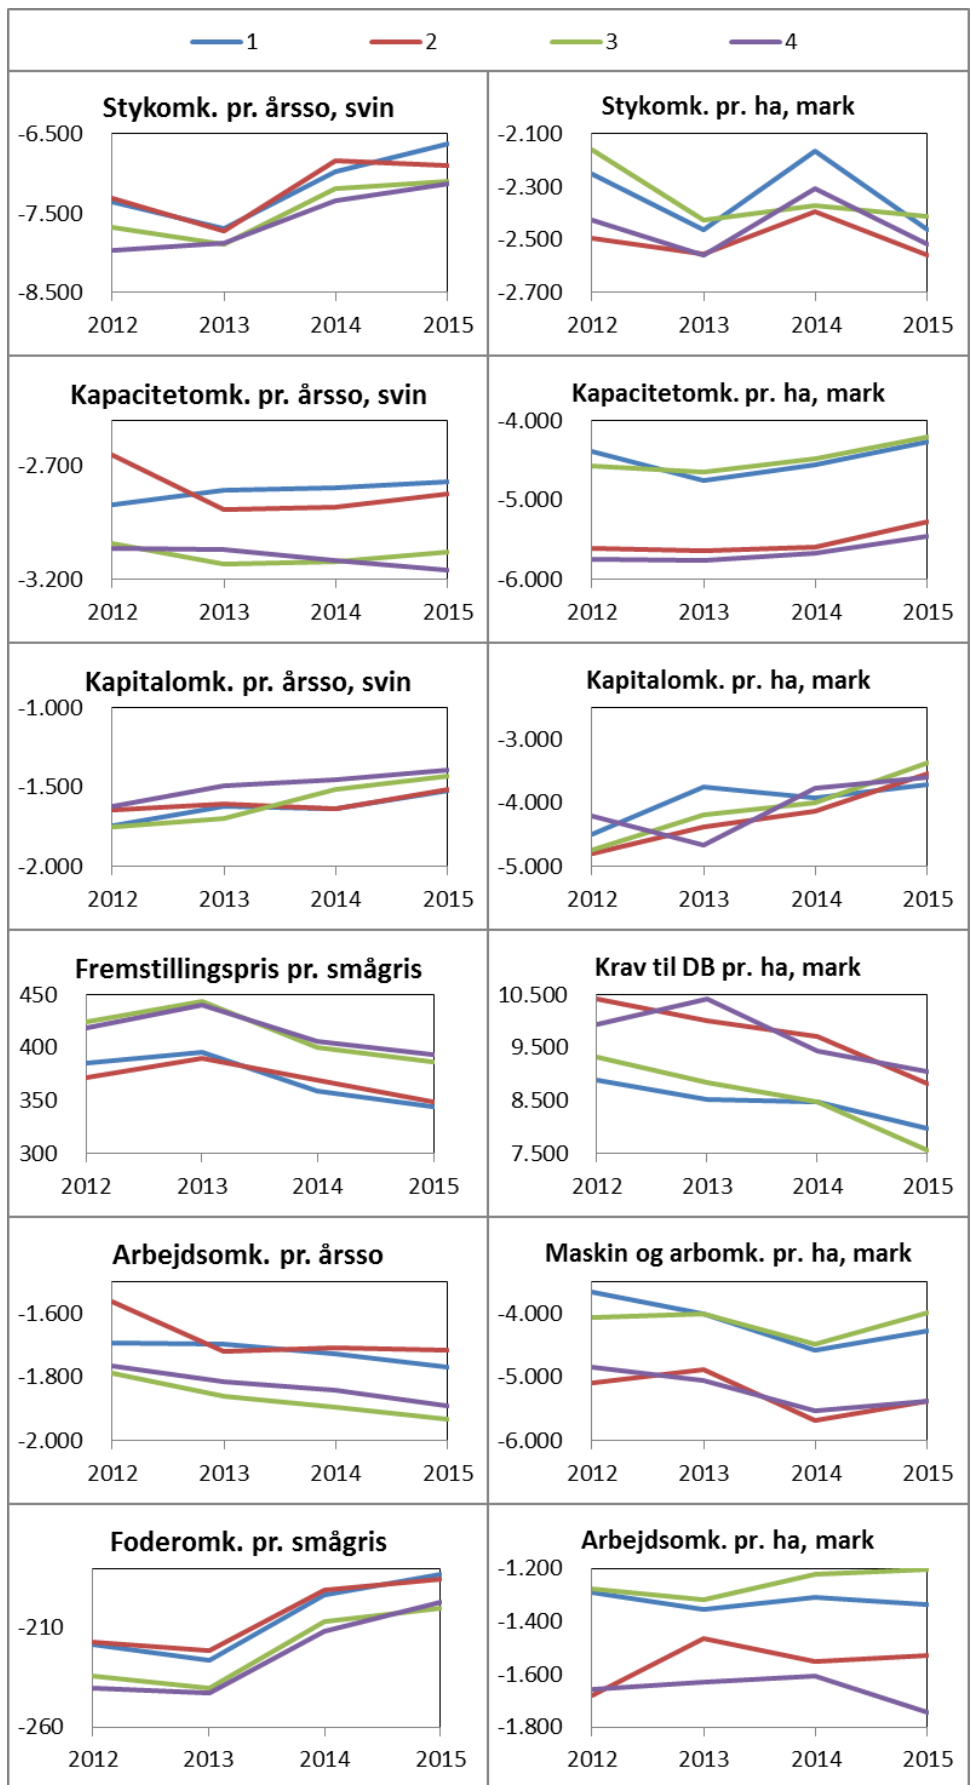 1 2 3 4
Stykomk. pr. årsso, svin
-6.500
-7.500
-8.500
2012 2013 2014 2015
Stykomk. pr. ha, mark
-2.100
-2.300
-2.500
-2.700
2012 2013 2014 2015
Kapacitetomk. pr. årsso, svin
-2.700
-3.200
2012 2013 2014 2015
Kapacitetomk. pr. ha, mark
-4.000
-5.000
-6.000
2012 2013 2014 2015
Kapitalomk. pr. årsso, svin
-1.000
-1.500
-2.000
2012 2013 2014 2015
Kapitalomk. pr. ha, mark
-3.000
-4.000
-5.000
2012 2013 2014 2015
Fremstillingspris pr. smågris
450
400
350
300
2012 2013 2014 2015
Krav til DB pr. ha, mark
10.500
9.500
8.500
7.500
2012 2013 2014 2015
Arbejdsomk. pr. årsso
-1.600
-1.800
-2.000
2012 2013 2014 2015
Maskin og arbomk. pr. ha, mark
-4.000
-5.000
-6.000
2012 2013 2014 2015
Foderomk. pr. smågris
-210
-260
2012 2013 2014 2015
Arbejdsomk. pr. ha, mark
-1.200
-1.400
-1.600
-1.800
2012 2013 2014 2015